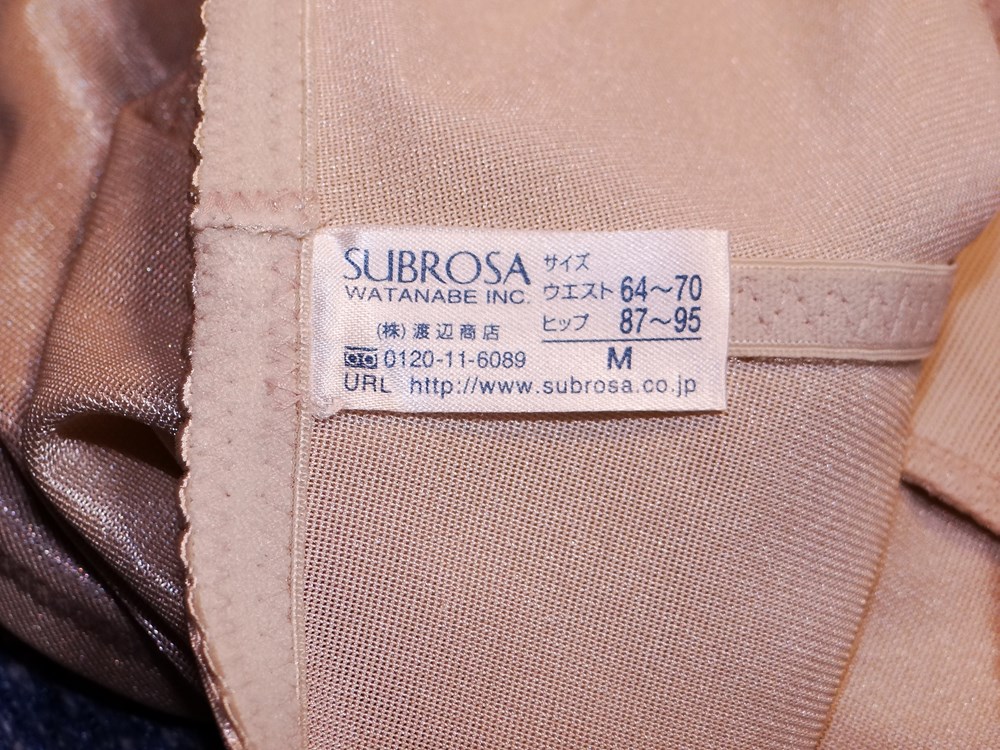 SUBROSA
WATANABE INC.
(株)渡辺商店
0120-11-6089
URL http://www.subrosa.co.jp
サイズ
ウエスト 64～70
ヒップ 87～95
M